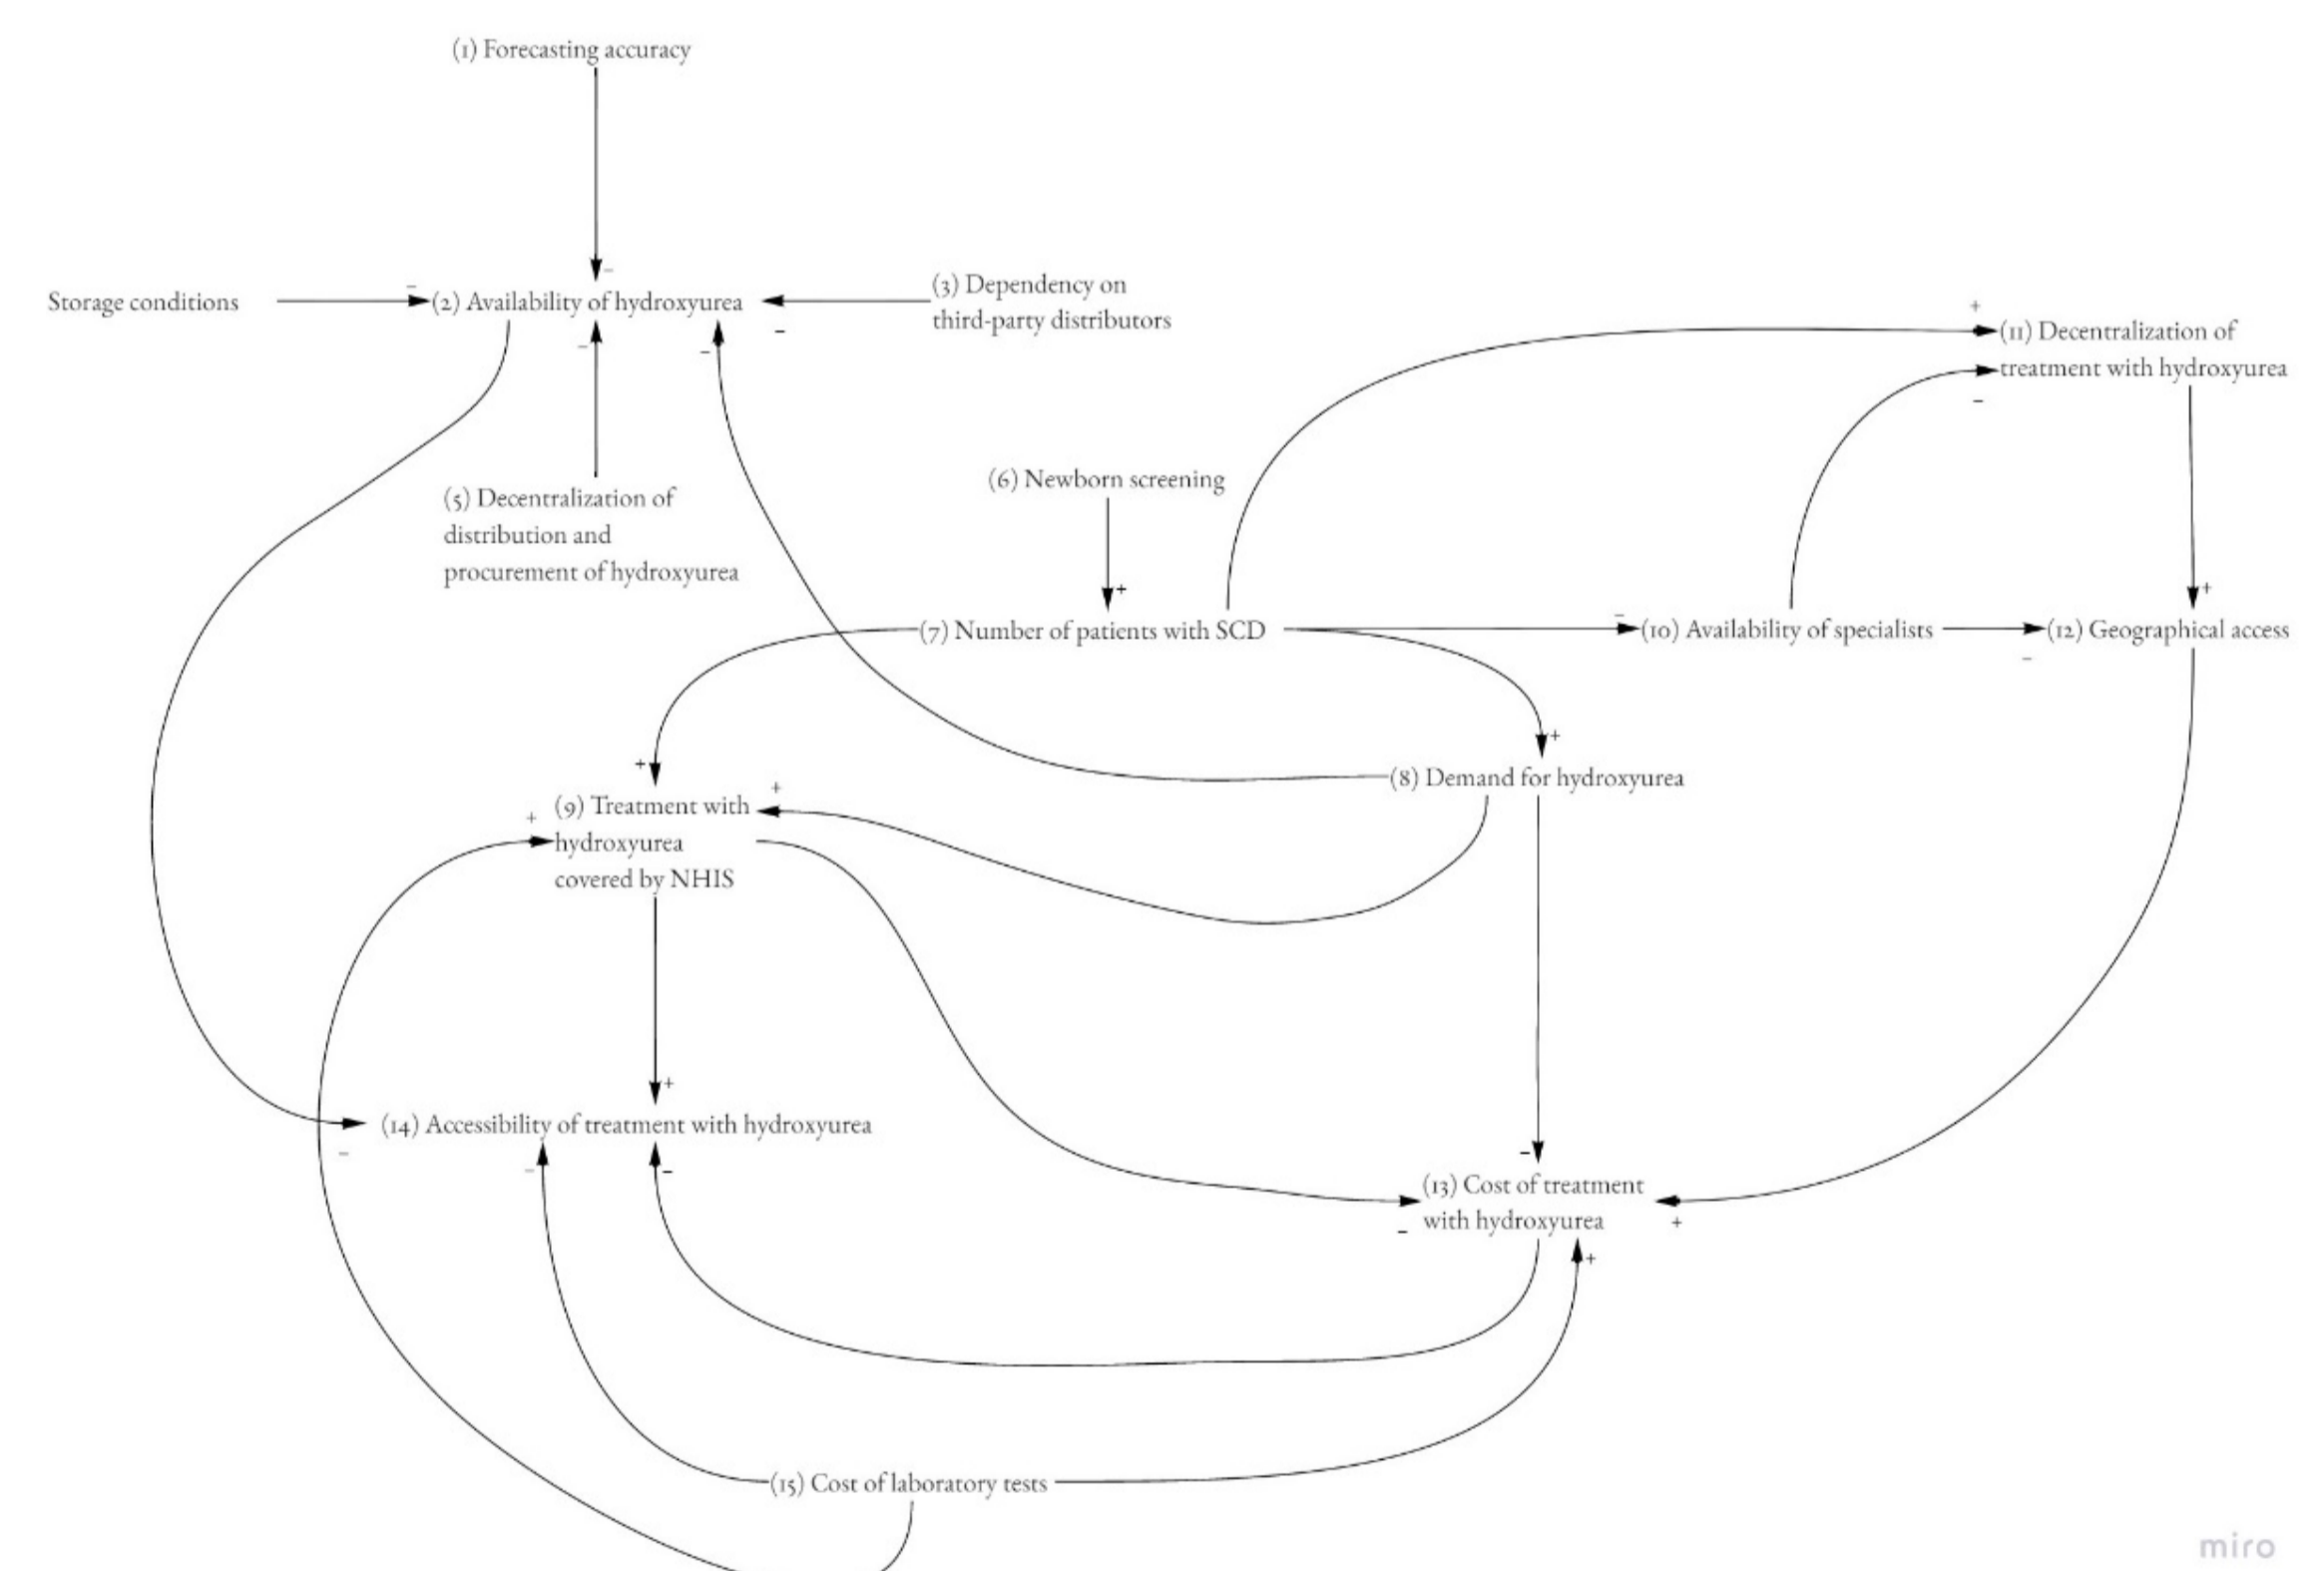 (1) Forecasting accuracy
Storage conditions
(2) Availability of hydroxyurea
(3) Dependency on
third-party distributors
(5) Decentralization of
distribution and
procurement of hydroxyurea
(6) Newborn screening
(11) Decentralization of
treatment with hydroxyurea
(7) Number of patients with SCD
(10) Availability of specialists
(12) Geographical access
(8) Demand for hydroxyurea
(9) Treatment with
hydroxyurea
covered by NHIS
(14) Accessibility of treatment with hydroxyurea
(13) Cost of treatment
with hydroxyurea
(15) Cost of laboratory tests
miro